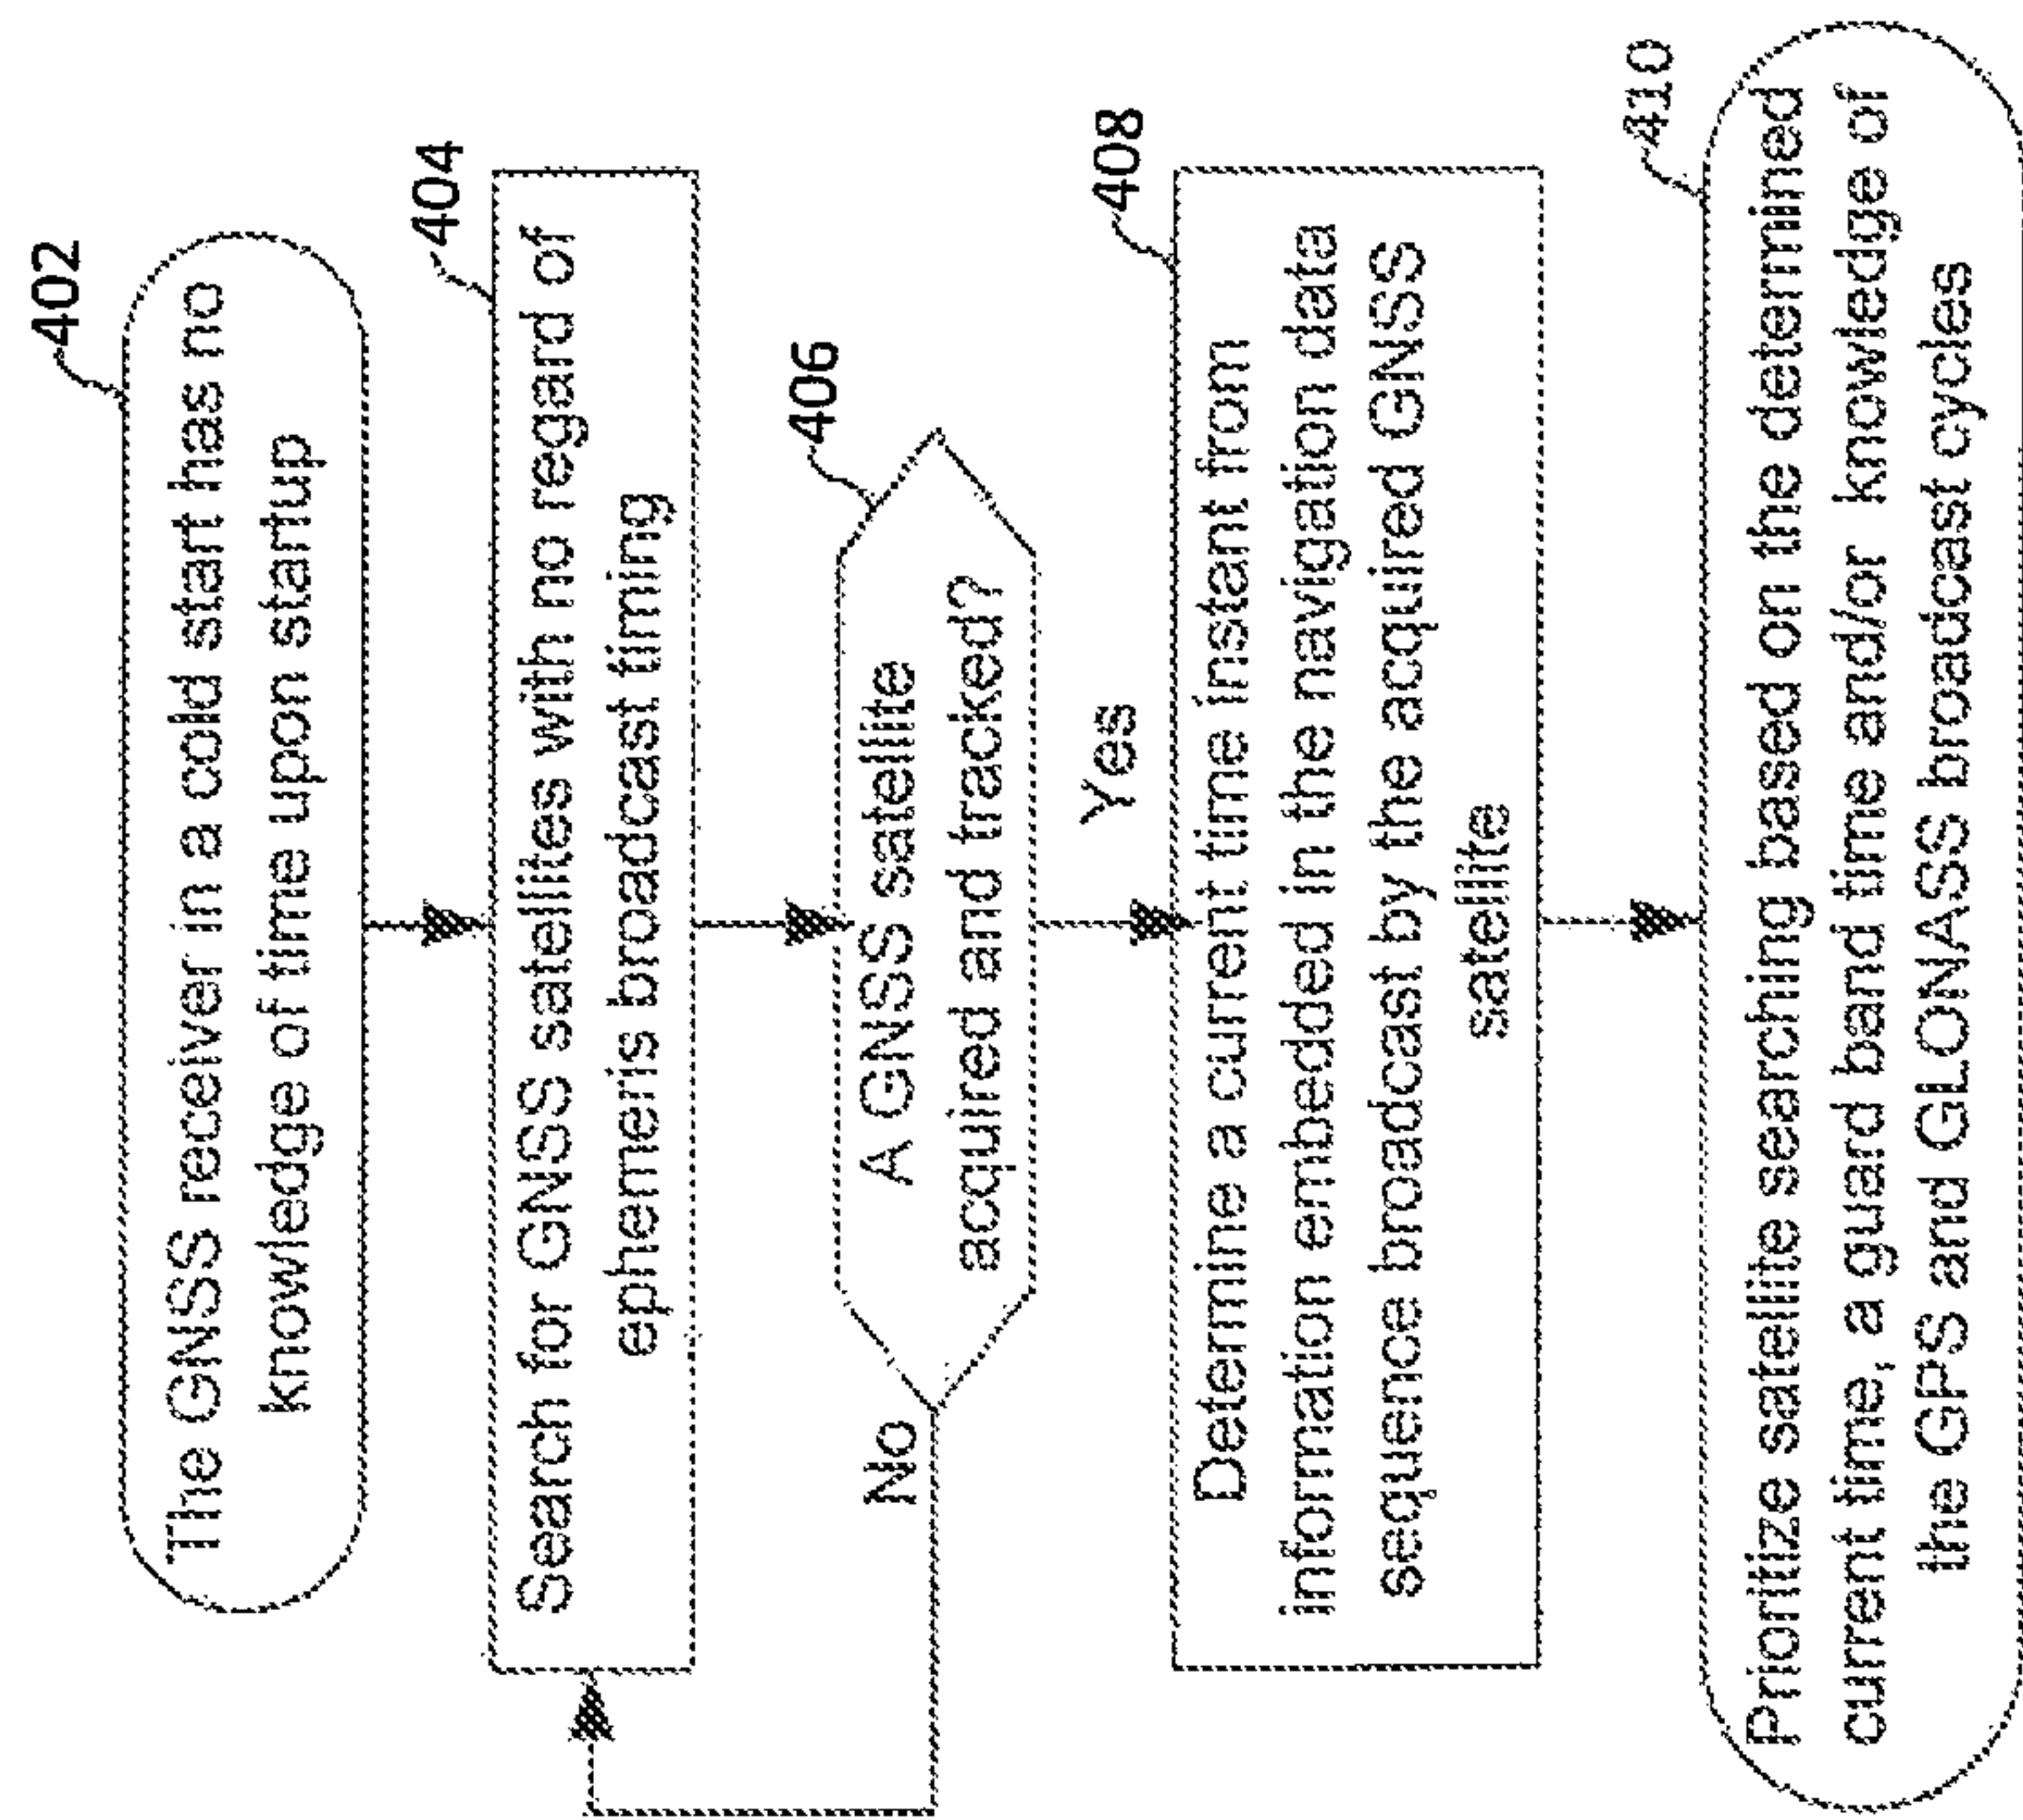 402
The GNSS receiver in a cold start has no
knowledge of time upon startup
404
Search for GNSS satellites with no regard of
ephemeris broadcast timing
406
A GNSS satellite
acquired and tracked?
No
Yes
408
Determine a current time instant from
information embedded in the navigation data
sequence broadcast by the acquired GNSS
satellite
410
Prioritize satellite searching based on the determined
current time, a guard band time and/or knowledge of
the GPS and GLONASS broadcast cycles